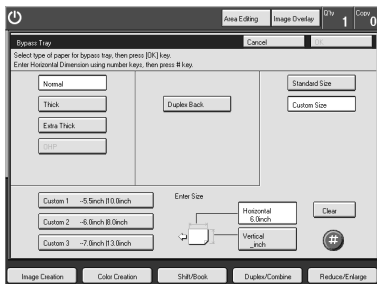 Area Editing Image Overlay Q'ty 1 Copy 0
Bypass Tray Cancel OK
Select type of paper for bypass tray, then press [OK] key.
Enter Horizontal Dimension using number keys, then press # key.
Normal Standard Size
Thick Duplex Back Custom Size
Extra Thick
OHP
Custom 1 -5.5inch |10.0inch Enter Size Horizontal 6.0inch Clear
Custom 2 -6.0inch |8.0inch
Custom 3 -7.0inch |13.0inch Vertical _inch #
Image Creation Color Creation Shift/Book Duplex/Combine Reduce/Enlarge